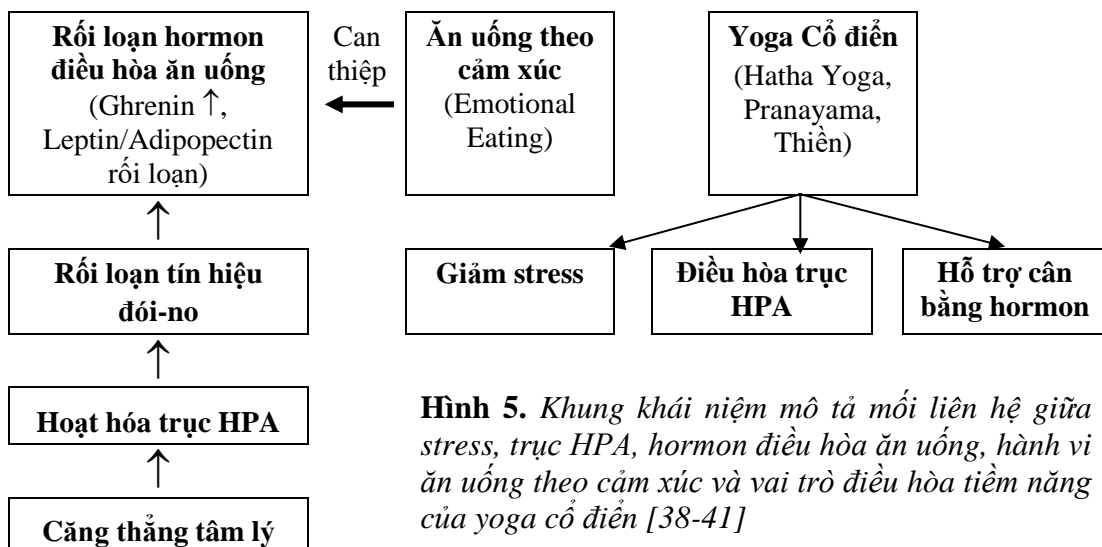 Rối loạn hormon
điều hòa ăn uống
(Ghrenin ↑,
Leptin/Adipopectin
rối loạn)
Can
thiệp
Ăn uống theo
cảm xúc
(Emotional
Eating)
Yoga Cổ điển
(Hatha Yoga,
Pranayama,
Thiền)
Rối loạn tín hiệu
đói-no
Giảm stress
Điều hòa trục
HPA
Hỗ trợ cân
bằng hormon
Hoạt hóa trục HPA
Căng thẳng tâm lý
Hình 5. Khung khái niệm mô tả mối liên hệ giữa
stress, trục HPA, hormon điều hòa ăn uống, hành vi
ăn uống theo cảm xúc và vai trò điều hòa tiềm năng
của yoga cổ điển [38-41]